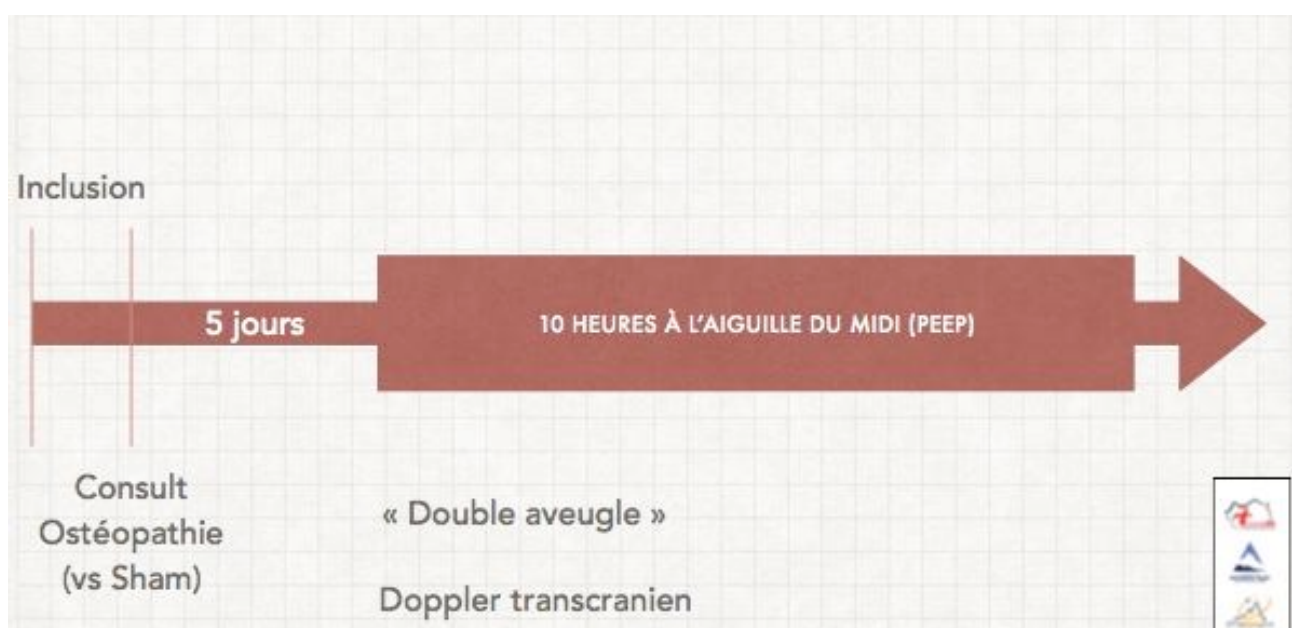 Inclusion
5 jours
10 HEURES À L'AIGUILLE DU MIDI (PEEP)
Consult
Ostéopathie
(vs Sham)
« Double aveugle »
Doppler transcranien